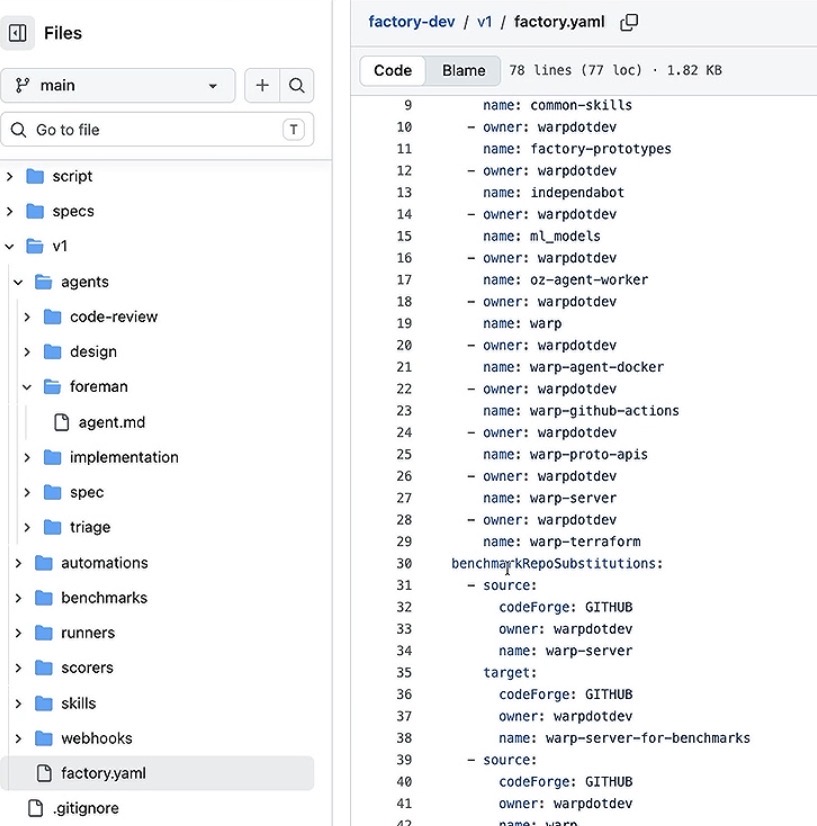 Files
main
Go to file
T
script
specs
v1
agents
code-review
design
foreman
agent.md
implementation
spec
triage
automations
benchmarks
runners
scorers
skills
webhooks
factory.yaml
.gitignore
factory-dev / v1 / factory.yaml
Code Blame 78 lines (77 loc) · 1.82 KB
9 name: common-skills
10 - owner: warpdotdev
11 name: factory-prototypes
12 - owner: warpdotdev
13 name: independabot
14 - owner: warpdotdev
15 name: ml_models
16 - owner: warpdotdev
17 name: oz-agent-worker
18 - owner: warpdotdev
19 name: warp
20 - owner: warpdotdev
21 name: warp-agent-docker
22 - owner: warpdotdev
23 name: warp-github-actions
24 - owner: warpdotdev
25 name: warp-proto-apis
26 - owner: warpdotdev
27 name: warp-server
28 - owner: warpdotdev
29 name: warp-terraform
30 benchmarkRepoSubstitutions:
31 - source:
32 codeForge: GITHUB
33 owner: warpdotdev
34 name: warp-server
35 target:
36 codeForge: GITHUB
37 owner: warpdotdev
38 name: warp-server-for-benchmarks
39 - source:
40 codeForge: GITHUB
41 owner: warpdotdev
42 name: warp